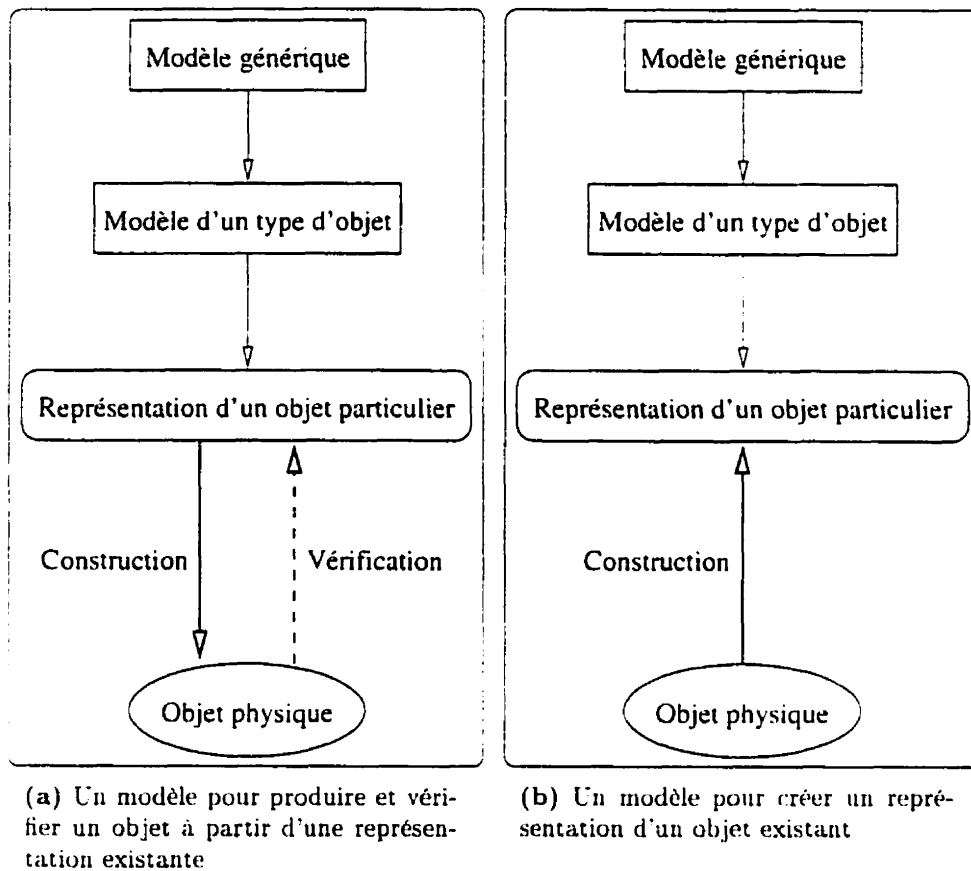 Modèle générique
Modèle d'un type d'objet
Représentation d'un objet particulier
Construction
Vérification
Objet physique
(a) Un modèle pour produire et véri-
fier un objet à partir d'une représen-
tation existante
Modèle générique
Modèle d'un type d'objet
Représentation d'un objet particulier
Construction
Objet physique
(b) Un modèle pour créer un repré-
sentation d'un objet existant